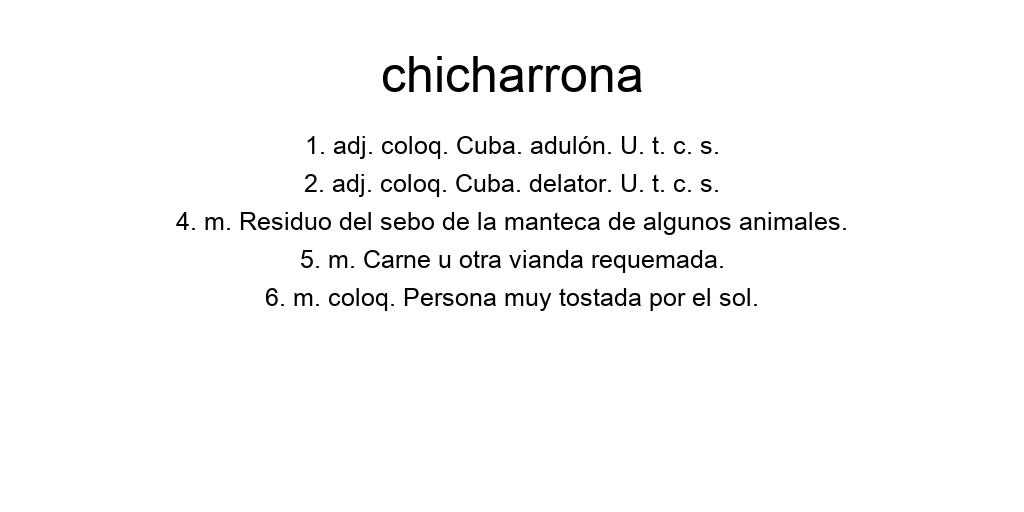 chicharrona
1. adj. coloq. Cuba. adulón. U. t. c. s.
2. adj. coloq. Cuba. delator. U. t. c. s.
4. m. Residuo del sebo de la manteca de algunos animales.
5. m. Carne u otra vianda requemada.
6. m. coloq. Persona muy tostada por el sol.